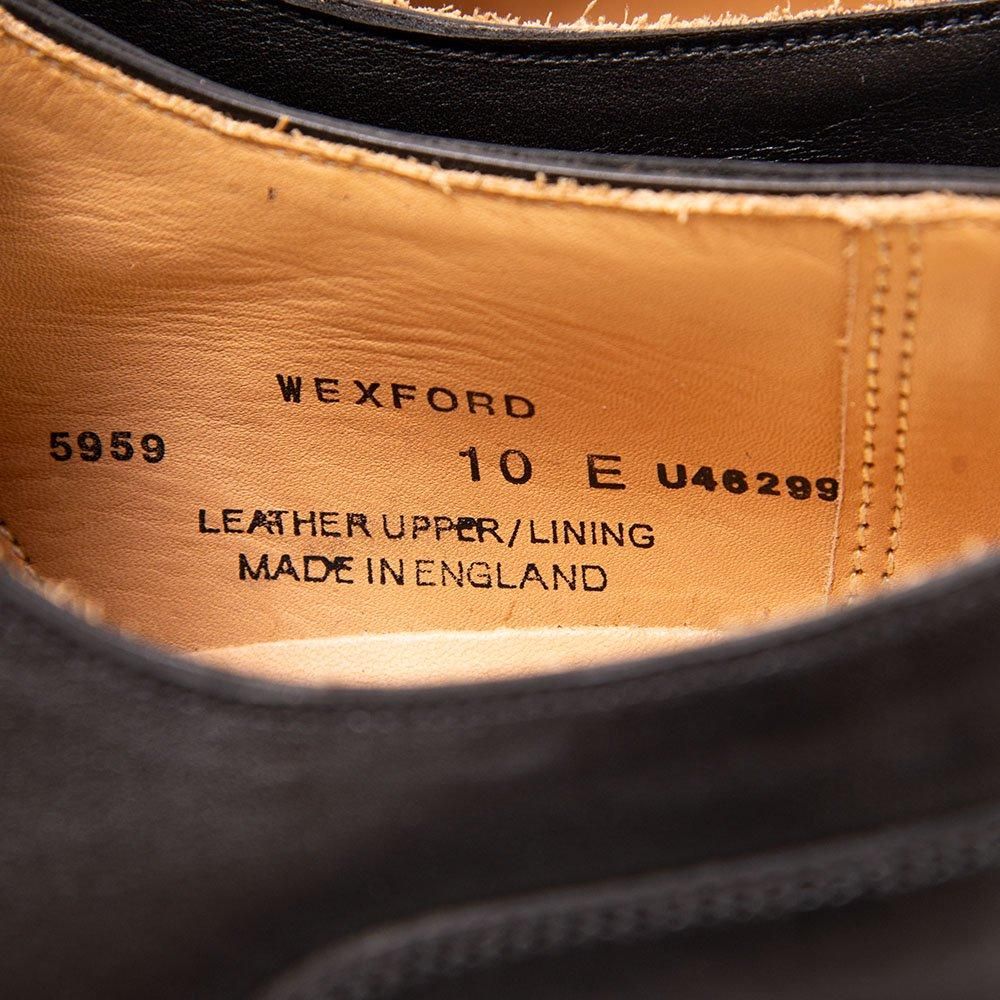 WEXFORD
5959 10 E U46299
LEATHER UPPER/LINING
MADE IN ENGLAND